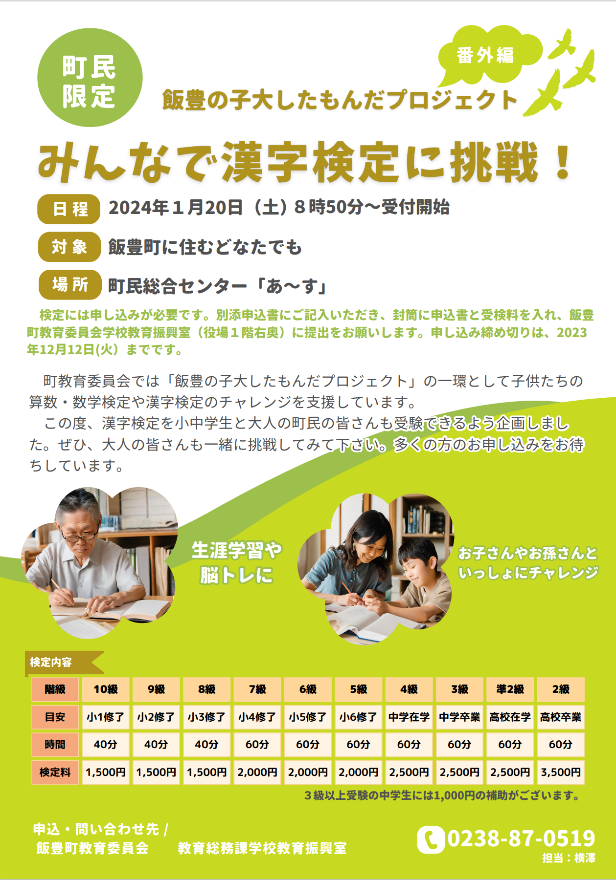 町民
限定
番外編
飯豊の子大したもんだプロジェクト
みんなで漢字検定に挑戦！
日程 2024年１月20日（土）８時50分〜受付開始
対象 飯豊町に住むどなたでも
場所 町民総合センター「あ〜す」
検定には申し込みが必要です。別添申込書にご記入いただき、封筒に申込書と受検料を入れ、飯豊
町教育委員会学校教育振興室（役場１階右奥）に提出をお願いします。申し込み締め切りは、2023
年12月12日(火）までです。
町教育委員会では「飯豊の子大したもんだプロジェクト」の一環として子供たちの
算数・数学検定や漢字検定のチャレンジを支援しています。
この度、漢字検定を小中学生と大人の町民の皆さんも受験できるよう企画しまし
た。ぜひ、大人の皆さんも一緒に挑戦してみて下さい。多くの方のお申し込みをお待
ちしています。
生涯学習や
脳トレに
お子さんやお孫さんと
いっしょにチャレンジ
検定内容
階級 10級 9級 8級 7級 6級 5級 4級 3級 準2級 2級
目安 小1修了 小2修了 小3修了 小4修了 小5修了 小6修了 中学在学 中学卒業 高校在学 高校卒業
時間 40分 40分 40分 60分 60分 60分 60分 60分 60分 60分
検定料 1,500円 1,500円 1,500円 2,000円 2,000円 2,000円 2,500円 2,500円 2,500円 3,500円
３級以上受験の中学生には1,000円の補助がございます。
申込・問い合わせ先 /
飯豊町教育委員会 教育総務課学校教育振興室
0238-87-0519
担当：横澤